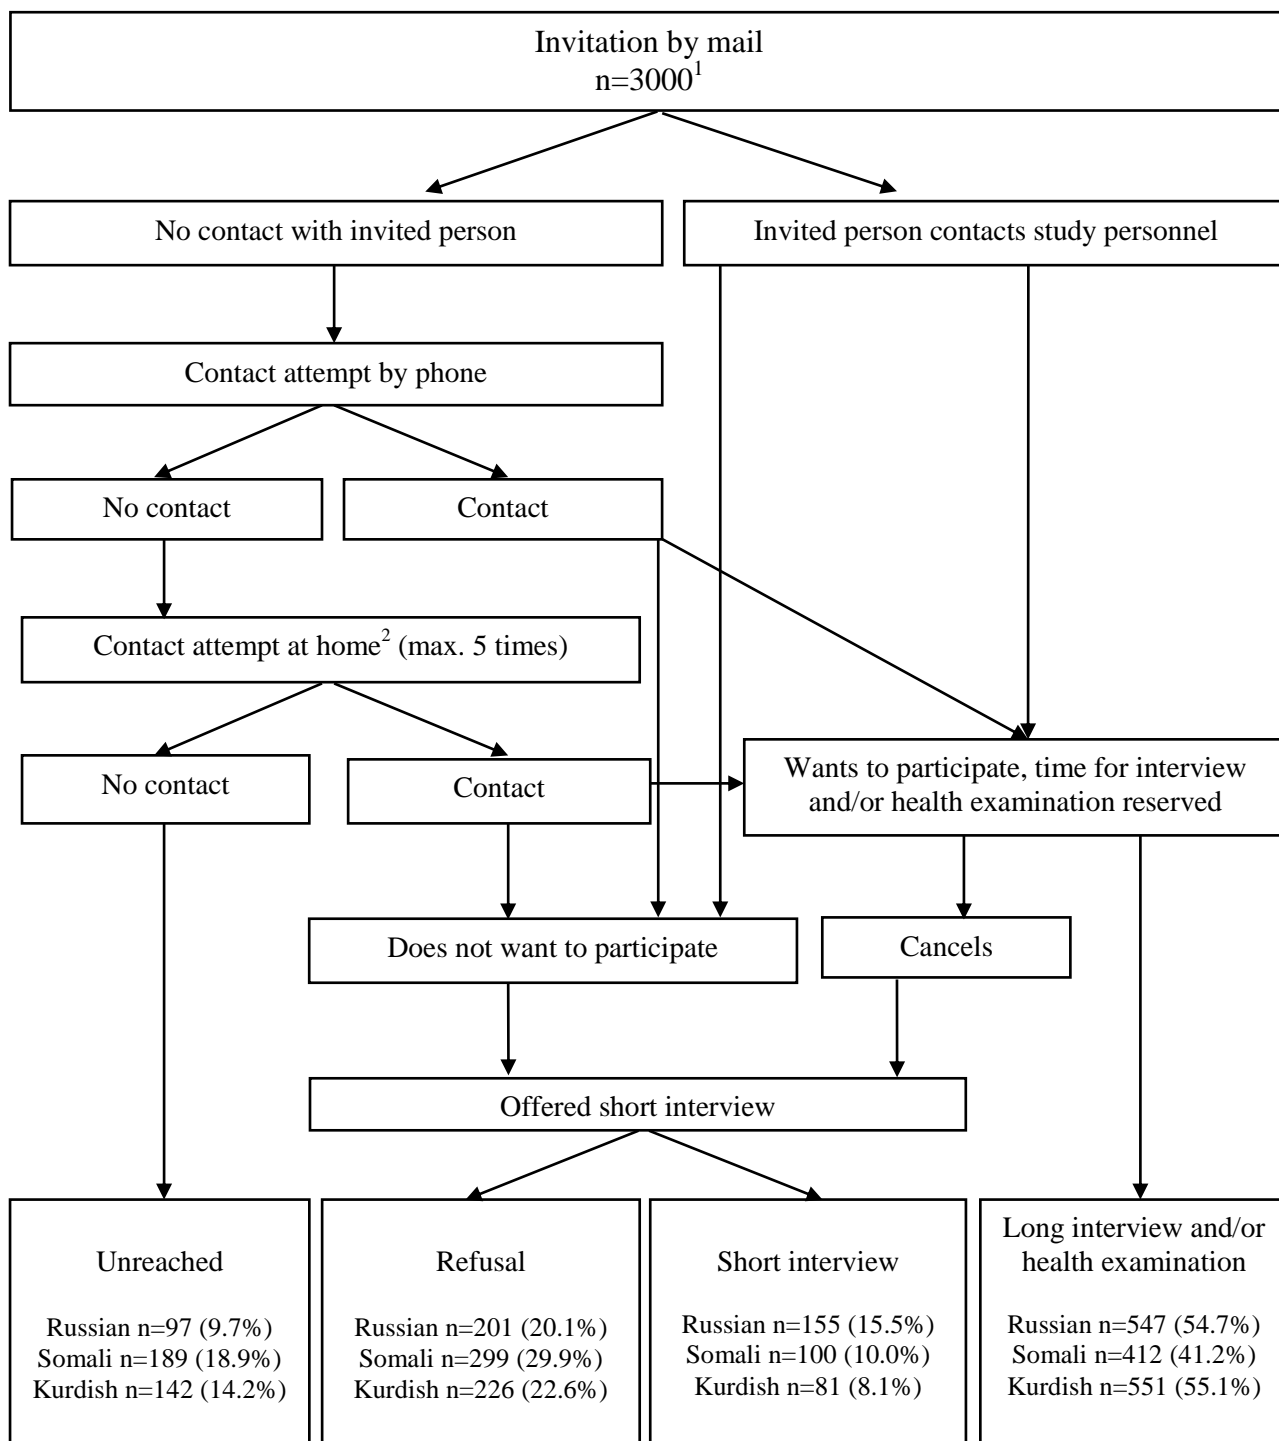 Invitation by mail
n=3000¹
No contact with invited person
Invited person contacts study personnel
Contact attempt by phone
No contact
Contact
Contact attempt at home² (max. 5 times)
No contact
Contact
Wants to participate, time for interview
and/or health examination reserved
Does not want to participate
Cancels
Offered short interview
Unreached
Russian n=97 (9.7%)
Somali n=189 (18.9%)
Kurdish n=142 (14.2%)
Refusal
Russian n=201 (20.1%)
Somali n=299 (29.9%)
Kurdish n=226 (22.6%)
Short interview
Russian n=155 (15.5%)
Somali n=100 (10.0%)
Kurdish n=81 (8.1%)
Long interview and/or
health examination
Russian n=547 (54.7%)
Somali n=412 (41.2%)
Kurdish n=551 (55.1%)